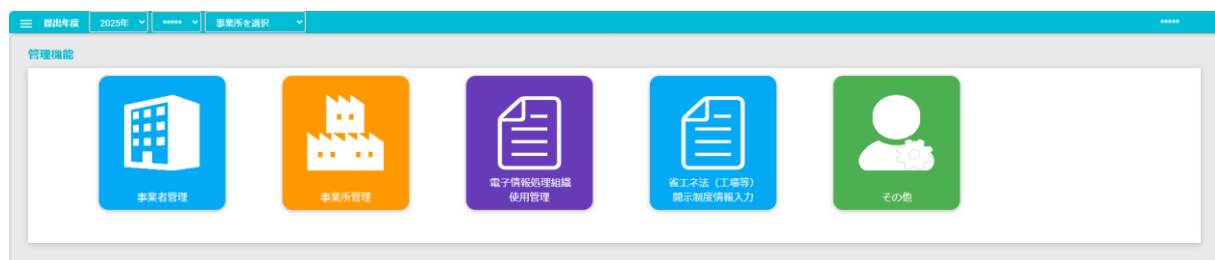 提出年度 2025年 ***** 事業所を選択 *****
管理機能
事業者管理
事業所管理
電子情報処理組織
使用管理
省エネ法（工場等）
開示制度情報入力
その他